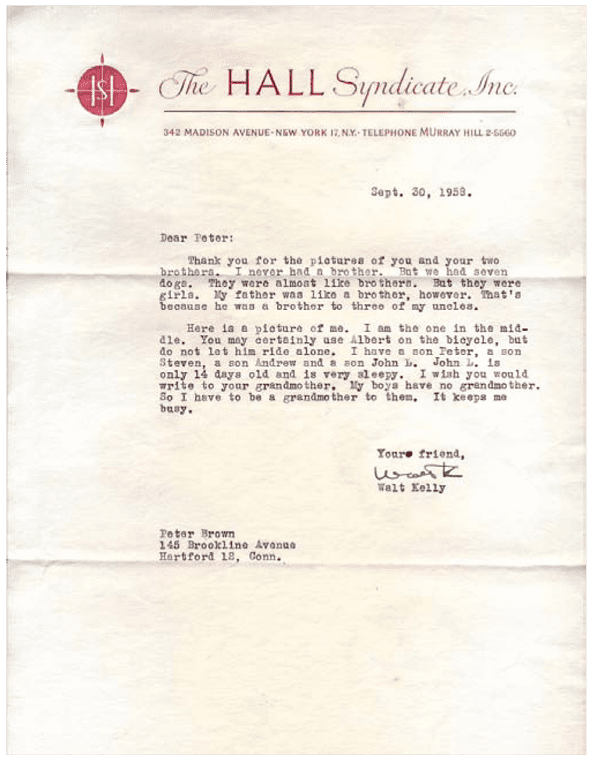 HSI
The HALL Syndicate, Inc.
342 MADISON AVENUE · NEW YORK 17, N.Y. · TELEPHONE MURRAY HILL 2-5560
Sept. 30, 1958.
Dear Peter:
Thank you for the pictures of you and your two
brothers. I never had a brother. But we had seven
dogs. They were almost like brothers. But they were
girls. My father was like a brother, however. That's
because he was a brother to three of my uncles.
Here is a picture of me. I am the one in the mid-
dle. You may certainly use Albert on the bicycle, but
do not let him ride alone. I have a son Peter, a son
Steven, a son Andrew and a son John L. John L. is
only 14 days old and is very sleepy. I wish you would
write to your grandmother. My boys have no grandmother.
So I have to be a grandmother to them. It keeps me
busy.
Your friend,
Walt K
Walt Kelly
Peter Brown
145 Brookline Avenue
Hartford 12, Conn.